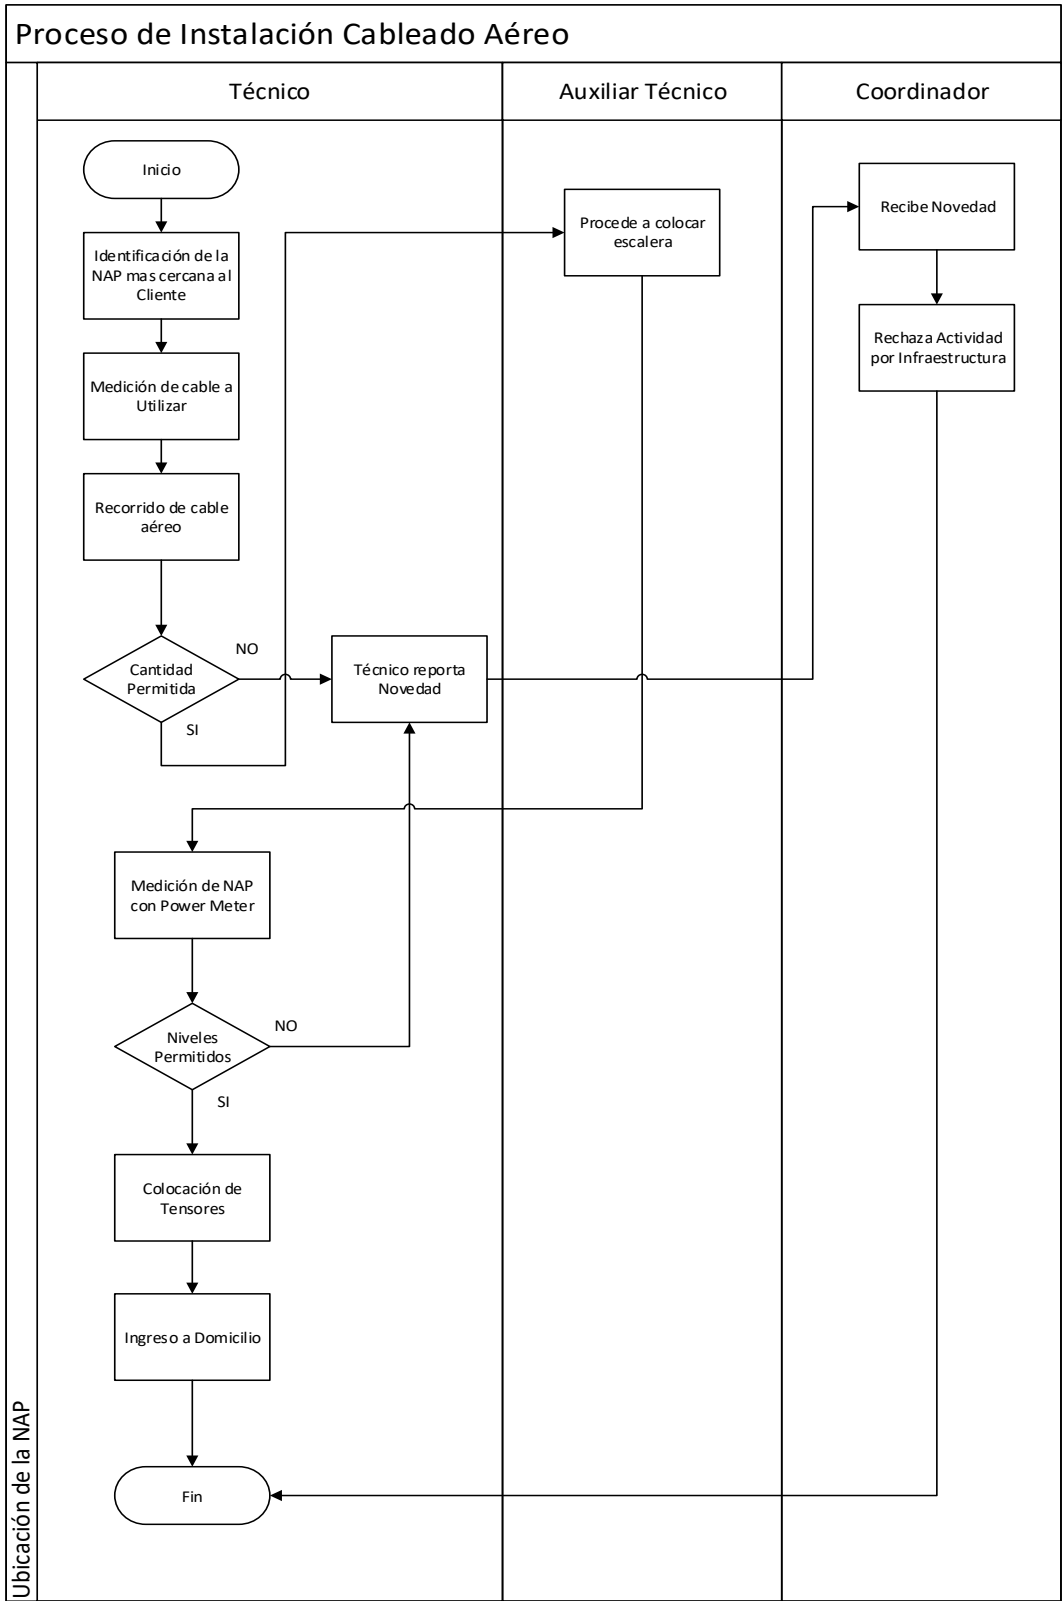 Proceso de Instalación Cableado Aéreo
Técnico
Auxiliar Técnico
Coordinador
Ubicación de la NAP
Inicio
Identificación de la
NAP mas cercana al
Cliente
Medición de cable a
Utilizar
Recorrido de cable
aéreo
Cantidad
Permitida
NO
SI
Técnico reporta
Novedad
Procede a colocar
escalera
Recibe Novedad
Rechaza Actividad
por Infraestructura
Medición de NAP
con Power Meter
Niveles
Permitidos
NO
SI
Colocación de
Tensores
Ingreso a Domicilio
Fin